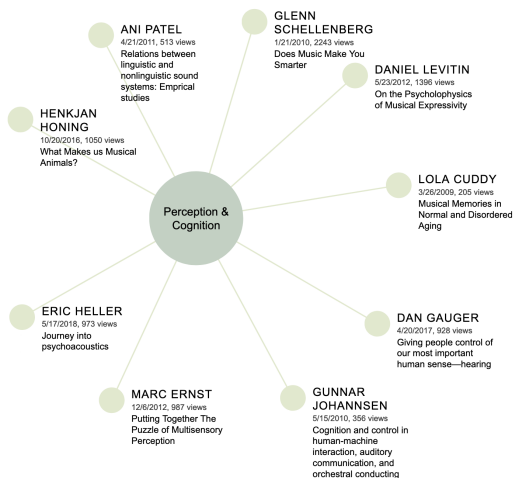 ANI PATEL
4/21/2011, 513 views
Relations between
linguistic and
nonlinguistic sound
systems: Emprical
studies
GLENN
SCHELLENBERG
1/21/2010, 2243 views
Does Music Make You
Smarter
DANIEL LEVITIN
5/23/2012, 1396 views
On the Psycholophysics
of Musical Expressivity
HENKJAN
HONING
10/20/2016, 1050 views
What Makes us Musical
Animals?
LOLA CUDDY
3/26/2009, 205 views
Musical Memories in
Normal and Disordered
Aging
Perception &
Cognition
ERIC HELLER
5/17/2018, 973 views
Journey into
psychoacoustics
DAN GAUGER
4/20/2017, 928 views
Giving people control of
our most important
human sense—hearing
MARC ERNST
12/6/2012, 987 views
Putting Together The
Puzzle of Multisensory
Perception
GUNNAR
JOHANNSEN
5/15/2010, 356 views
Cognition and control in
human-machine
interaction, auditory
communication, and
orchestral conducting